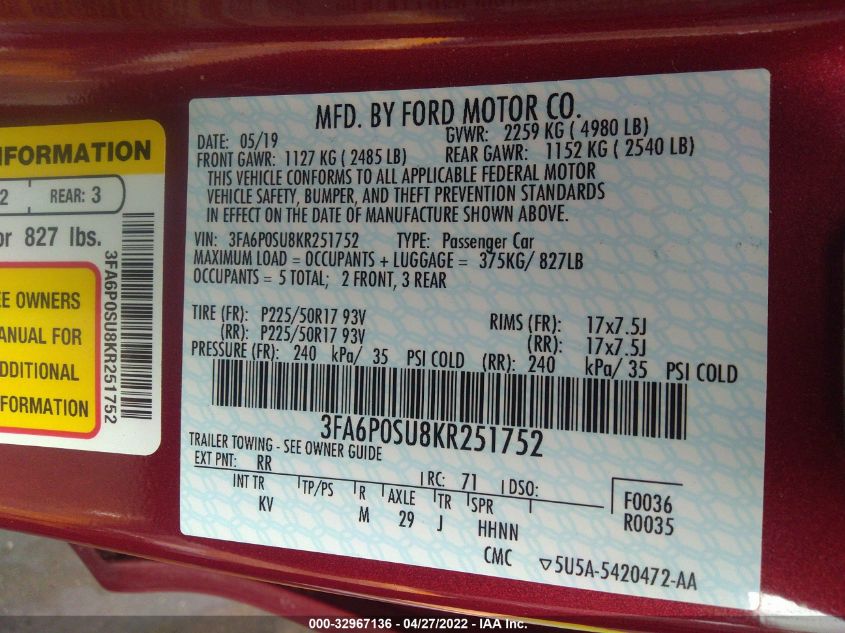 NFORMATION
2 REAR: 3
or 827 lbs.
3FA6P0SU8KR251752
EE OWNERS
MANUAL FOR
ADDITIONAL
FORMATION
MFD. BY FORD MOTOR CO.
DATE: 05/19 GVWR: 2259 KG ( 4980 LB)
FRONT GAWR: 1127 KG ( 2485 LB) REAR GAWR: 1152 KG ( 2540 LB)
THIS VEHICLE CONFORMS TO ALL APPLICABLE FEDERAL MOTOR
VEHICLE SAFETY, BUMPER, AND THEFT PREVENTION STANDARDS
IN EFFECT ON THE DATE OF MANUFACTURE SHOWN ABOVE.
VIN: 3FA6P0SU8KR251752 TYPE: Passenger Car
MAXIMUM LOAD = OCCUPANTS + LUGGAGE = 375KG/ 827LB
OCCUPANTS = 5 TOTAL; 2 FRONT, 3 REAR
TIRE (FR): P225/50R17 93V RIMS (FR): 17x7.5J
(RR): P225/50R17 93V (RR): 17x7.5J
PRESSURE (FR): 240 kPa/ 35 PSI COLD (RR): 240 kPa/ 35 PSI COLD
3FA6P0SU8KR251752
TRAILER TOWING - SEE OWNER GUIDE
EXT PNT: RR RC: 71 DSO:
INT TR TP/PS R AXLE TR SPR F0036
KV M 29 J HHNN R0035
CMC ▽5U5A-5420472-AA
000-32967136 - 04/27/2022 - IAA Inc.